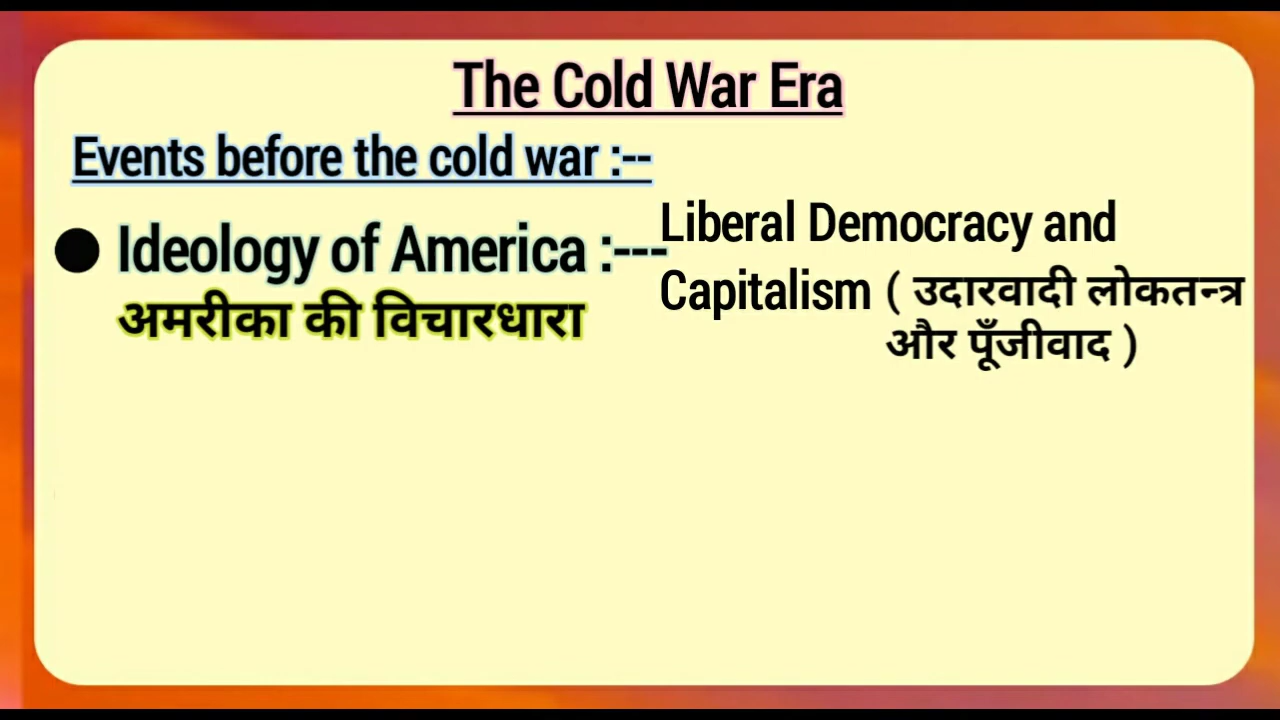 The Cold War Era
Events before the cold war :--
● Ideology of America :---
अमरीका की विचारधारा
Liberal Democracy and
Capitalism ( उदारवादी लोकतन्त्र
और पूँजीवाद )